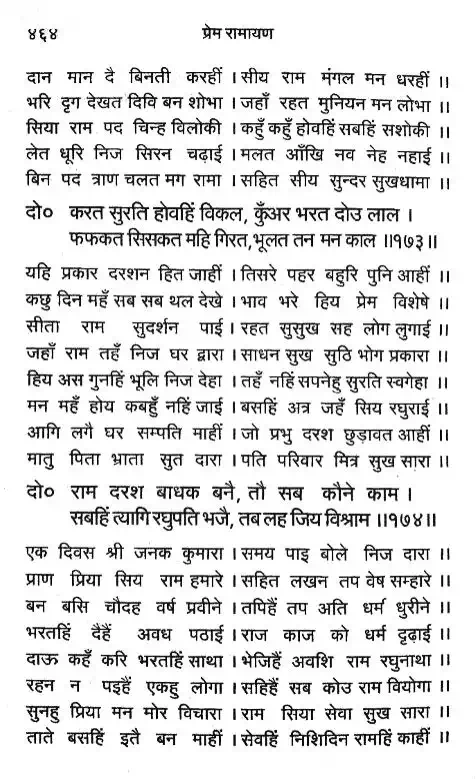 ४६४
प्रेम रामायण
दान मान दै बिनती करहीं । सीय राम मंगल मन धरहीं ।।
भरि दृग देखत दिवि बन शोभा । जहाँ रहत मुनियन मन लोभा ।।
सिया राम पद चिन्ह विलोकी । कहुँ कहुँ होवहिं सबहिं सशोकी ।।
लेत धूरि निज सिरन चढ़ाई । मलत आँखि नव नेह नहाई ।।
बिन पद त्राण चलत मग रामा । सहित सीय सुन्दर सुखधामा ।।
दो० करत सुरति होवहिं विकल, कुँअर भरत दोउ लाल ।
फफकत सिसकत महि गिरत, भूलत तन मन काल ।।१७३।।
यहि प्रकार दरशन हित जाहीं । तिसरे पहर बहुरि पुनि आहीं ।।
कछु दिन महँ सब सब थल देखे । भाव भरे हिय प्रेम विशेषे ।।
सीता राम सुदर्शन पाई । रहत सुसुख सह लोग लुगाई ।।
जहाँ राम तहँ निज घर द्वारा । साधन सुख सुठि भोग प्रकारा ।।
हिय अस गुनहिं भूलि निज देहा । तहँ नहिं सपनेहु सुरति स्वगेहा ।।
मन महँ होय कबहुँ नहिं जाई । बसहिं अत्र जहँ सिय रघुराई ।।
आगि लगै घर सम्पति माहीं । जो प्रभु दरश छुड़ावत आहीं ।।
मातु पिता भ्राता सुत दारा । पति परिवार मित्र सुख सारा ।।
दो० राम दरश बाधक बनै, तौ सब कौने काम ।
सबहिं त्यागि रघुपति भजै, तब लह जिय विश्राम ।।१७४।।
एक दिवस श्री जनक कुमारा । समय पाइ बोले निज दारा ।।
प्राण प्रिया सिय राम हमारे । सहित लखन तप वेष सम्हारे ।।
बन बसि चौदह वर्ष प्रवीने । तपिहैं तप अति धर्म धुरीने ।।
भरतहिं दैहैं अवध पठाई । राज काज को धर्म दृढ़ाई ।।
दाऊ कहँ करि भरतहिं साथा । भेजिहैं अवशि राम रघुनाथा ।।
रहन न पइहैं एकहु लोगा । सहिहैं सब कोउ राम वियोगा ।।
सुनहु प्रिया मन मोर विचारा । राम सिया सेवा सुख सारा ।।
ताते बसहिं इतै बन माहीं । सेवहिं निशिदिन रामहिं काहीं ।।